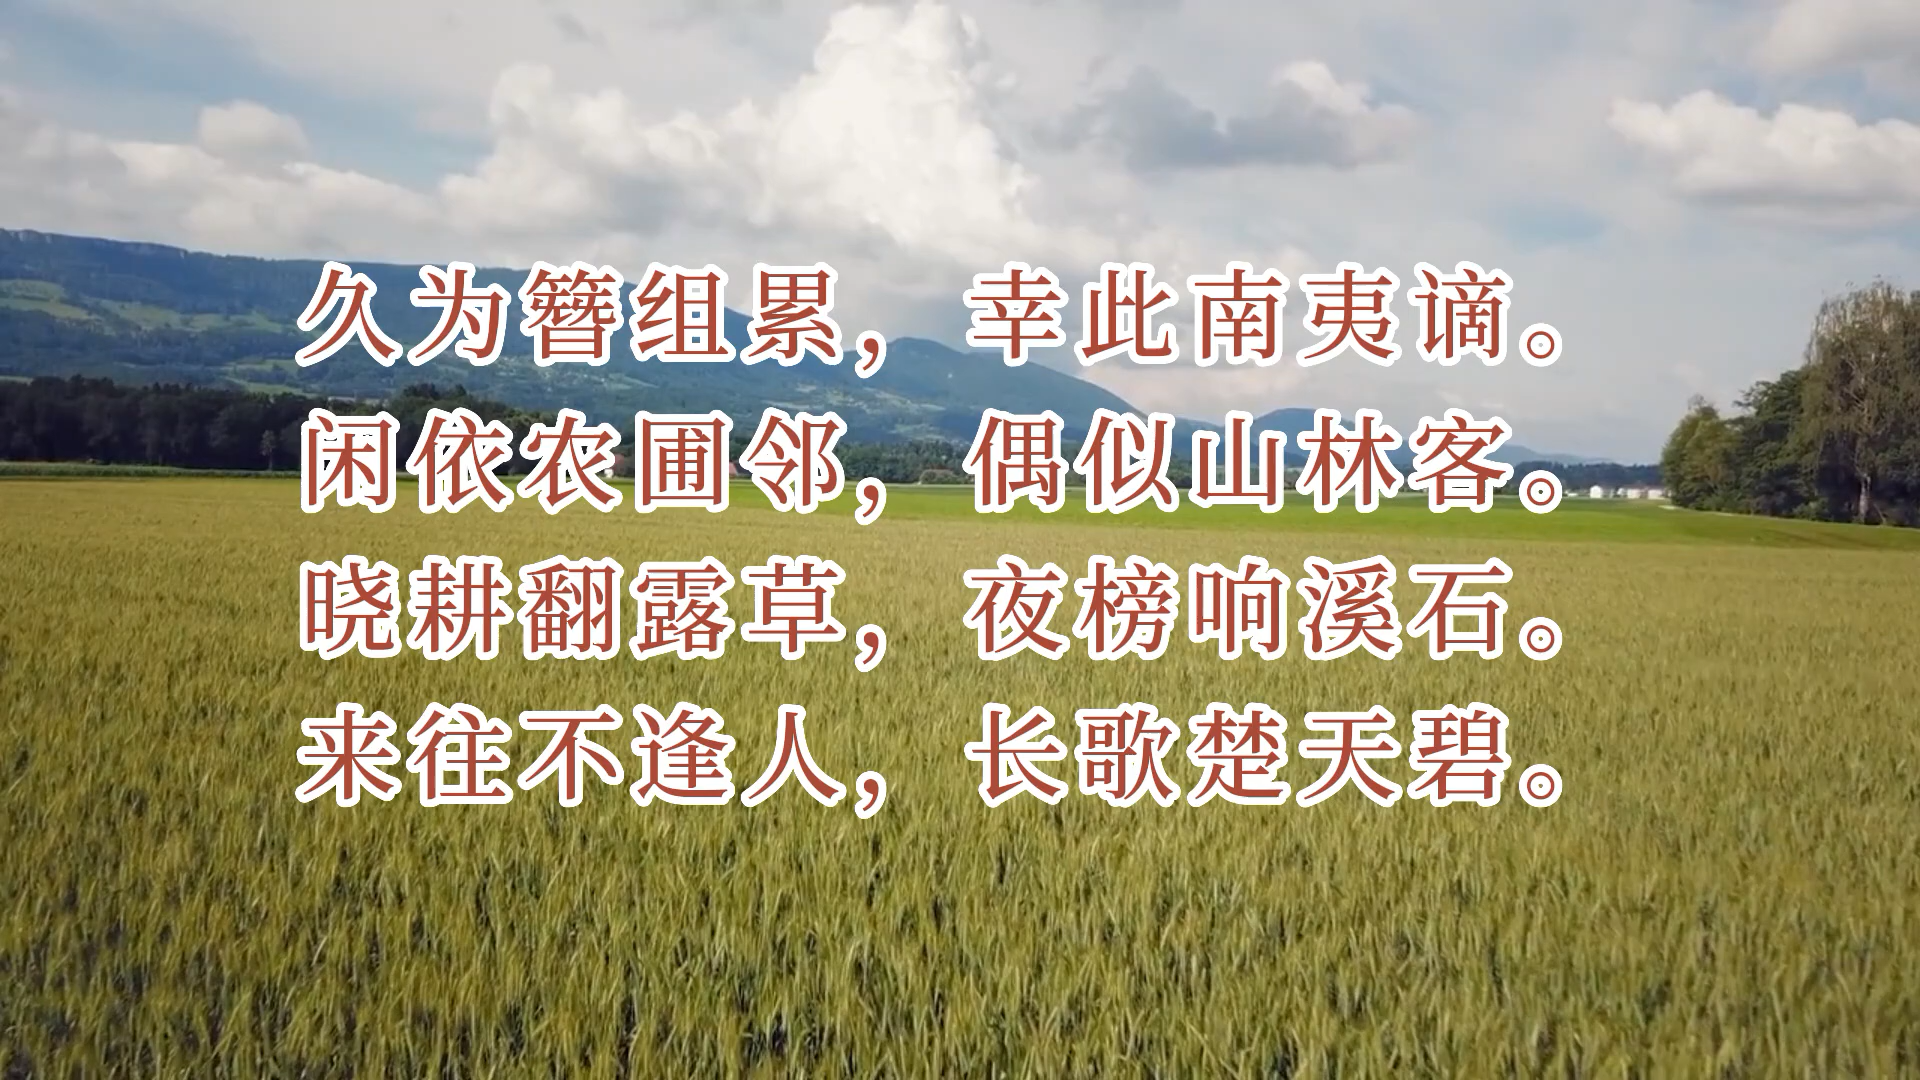 久为簪组累，幸此南夷谪。
闲依农圃邻，偶似山林客。
晓耕翻露草，夜榜响溪石。
来往不逢人，长歌楚天碧。